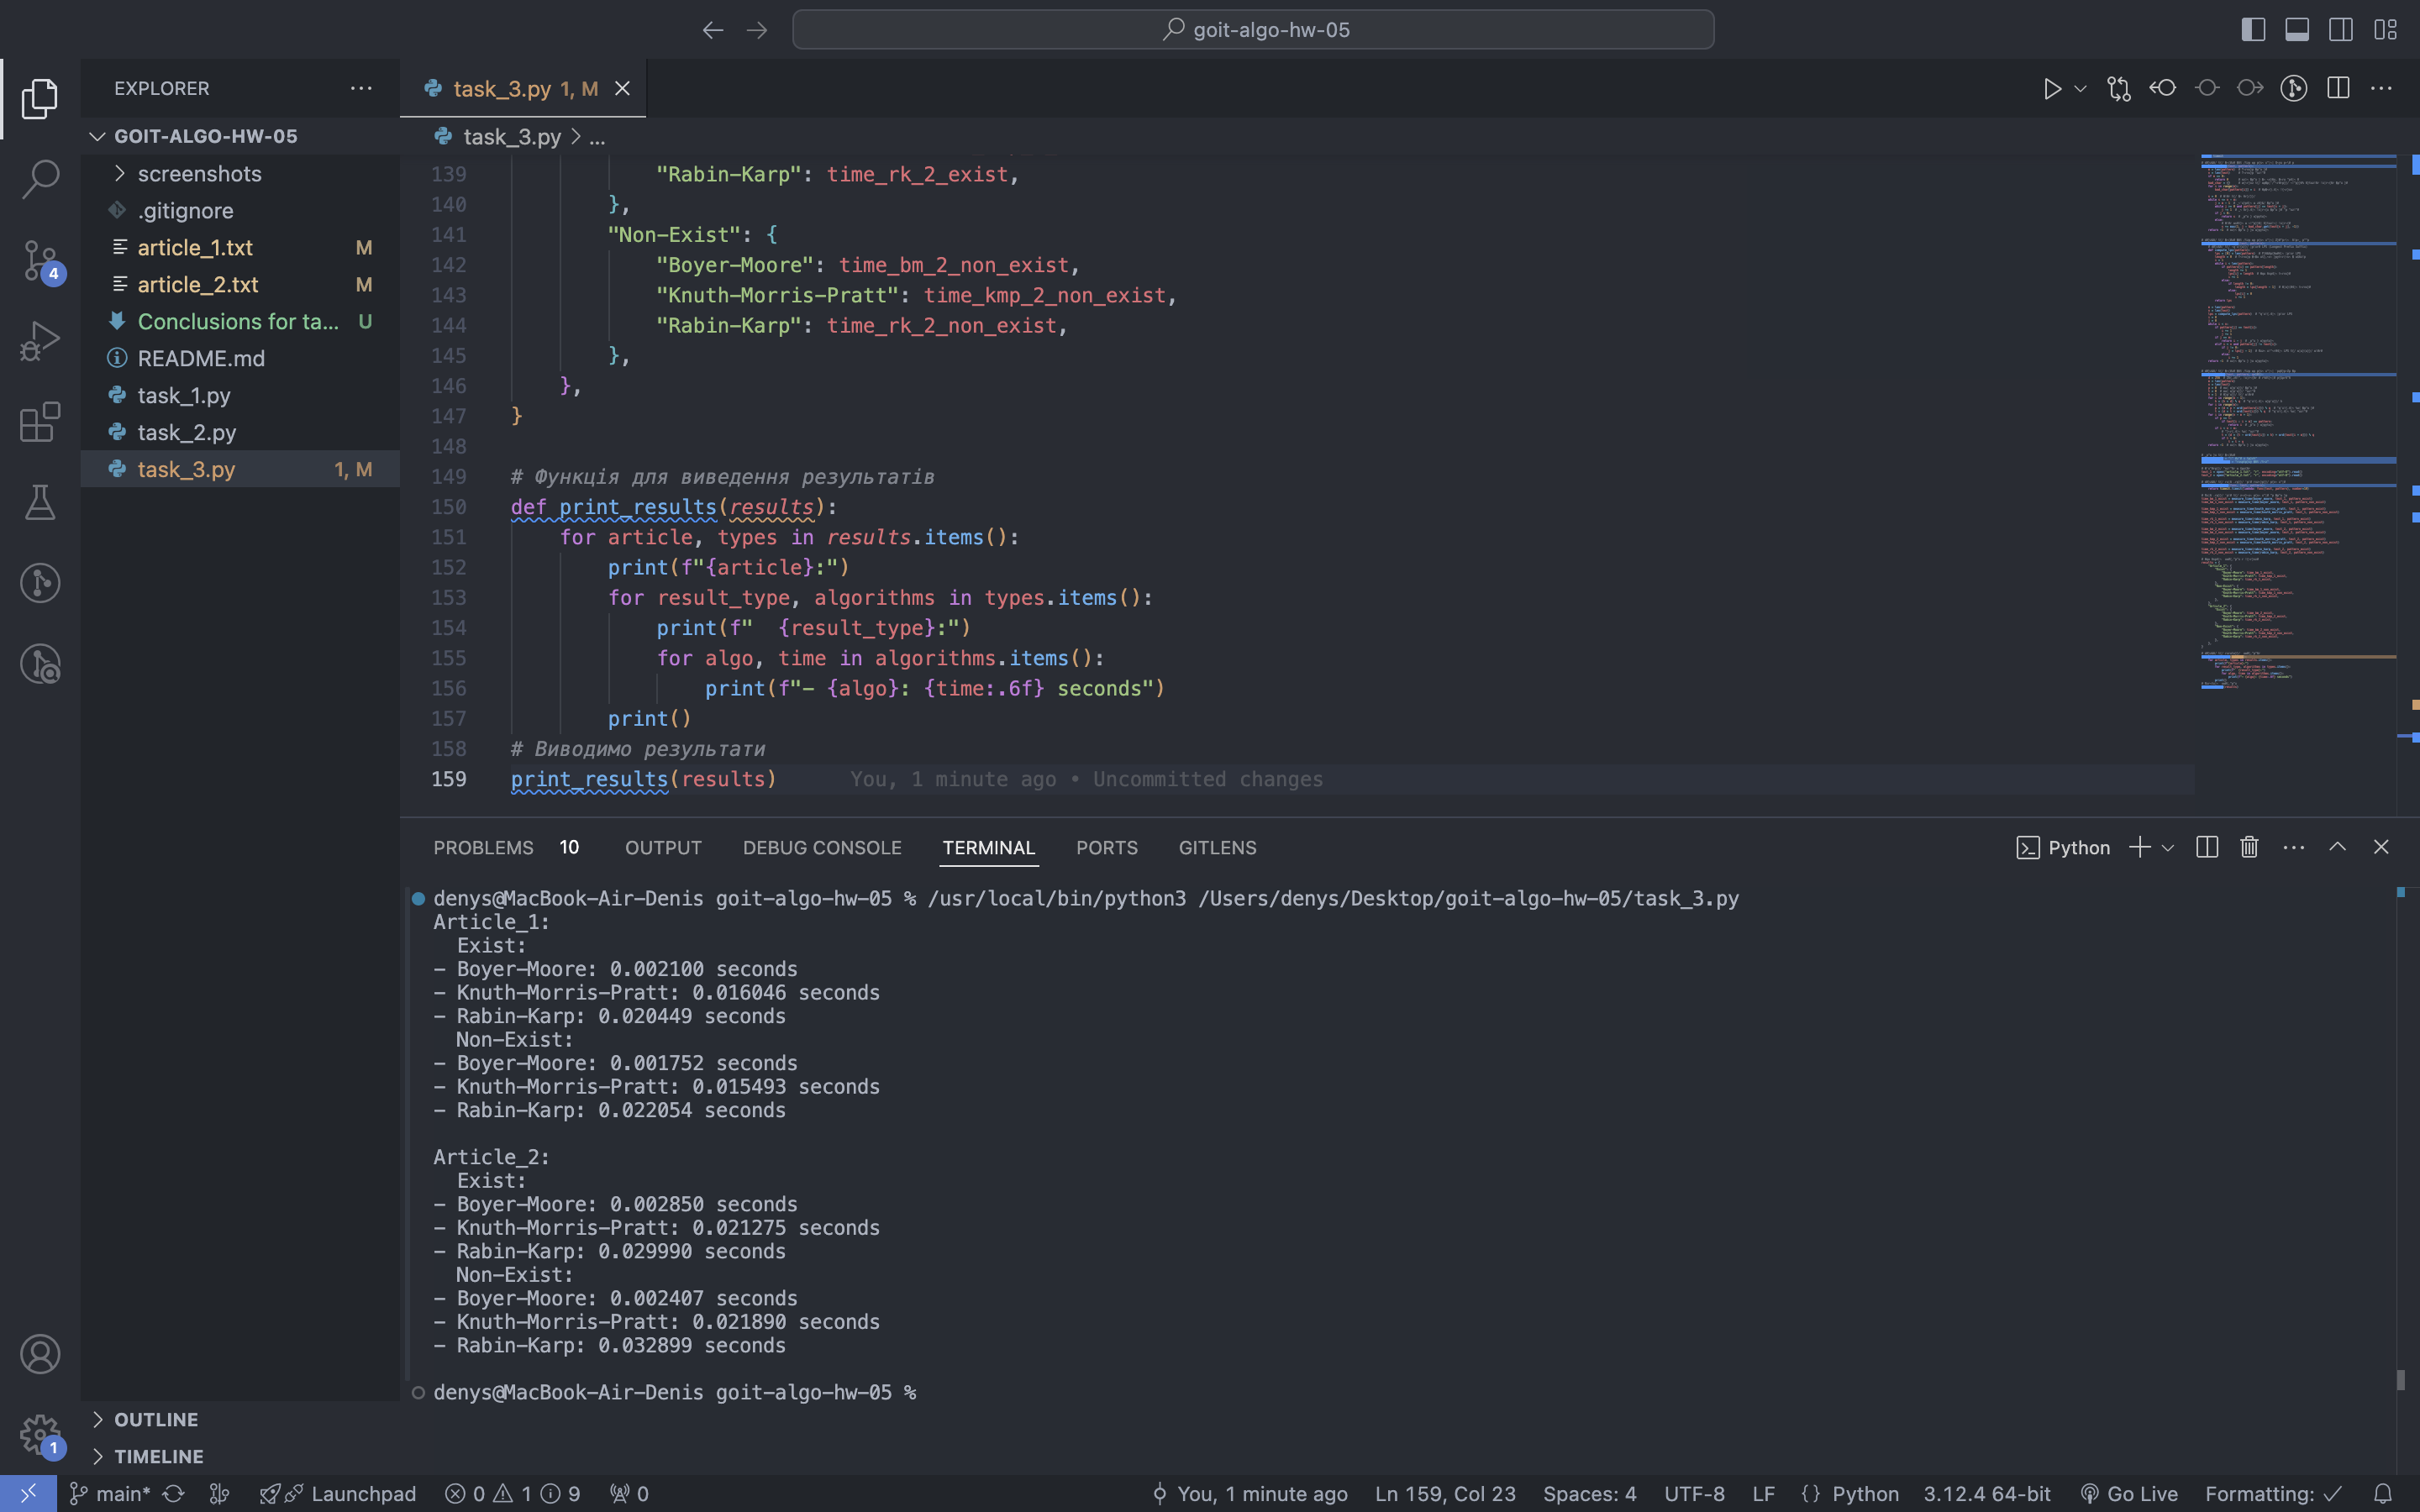 goit-algo-hw-05
EXPLORER
task_3.py 1, M
GOIT-ALGO-HW-05
task_3.py > ...
screenshots
.gitignore
article_1.txt M
article_2.txt M
Conclusions for ta... U
README.md
task_1.py
task_2.py
task_3.py 1, M
4
139 "Rabin-Karp": time_rk_2_exist,
140 },
141 "Non-Exist": {
142 "Boyer-Moore": time_bm_2_non_exist,
143 "Knuth-Morris-Pratt": time_kmp_2_non_exist,
144 "Rabin-Karp": time_rk_2_non_exist,
145 },
146 },
147 }
148
149 # Функція для виведення результатів
150 def print_results(results):
151 for article, types in results.items():
152 print(f"{article}:")
153 for result_type, algorithms in types.items():
154 print(f"  {result_type}:")
155 for algo, time in algorithms.items():
156 print(f"- {algo}: {time:.6f} seconds")
157 print()
158 # Виводимо результати
159 print_results(results) You, 1 minute ago • Uncommitted changes
PROBLEMS 10 OUTPUT DEBUG CONSOLE TERMINAL PORTS GITLENS Python
denys@MacBook-Air-Denis goit-algo-hw-05 % /usr/local/bin/python3 /Users/denys/Desktop/goit-algo-hw-05/task_3.py
Article_1:
Exist:
- Boyer-Moore: 0.002100 seconds
- Knuth-Morris-Pratt: 0.016046 seconds
- Rabin-Karp: 0.020449 seconds
Non-Exist:
- Boyer-Moore: 0.001752 seconds
- Knuth-Morris-Pratt: 0.015493 seconds
- Rabin-Karp: 0.022054 seconds
Article_2:
Exist:
- Boyer-Moore: 0.002850 seconds
- Knuth-Morris-Pratt: 0.021275 seconds
- Rabin-Karp: 0.029990 seconds
Non-Exist:
- Boyer-Moore: 0.002407 seconds
- Knuth-Morris-Pratt: 0.021890 seconds
- Rabin-Karp: 0.032899 seconds
denys@MacBook-Air-Denis goit-algo-hw-05 %
OUTLINE
TIMELINE
1
main* Launchpad 0 1 9 0 You, 1 minute ago Ln 159, Col 23 Spaces: 4 UTF-8 LF {} Python 3.12.4 64-bit Go Live Formatting: ✓